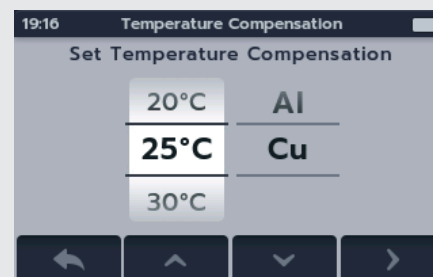 19:16 Temperature Compensation
Set Temperature Compensation
20°C Al
25°C Cu
30°C